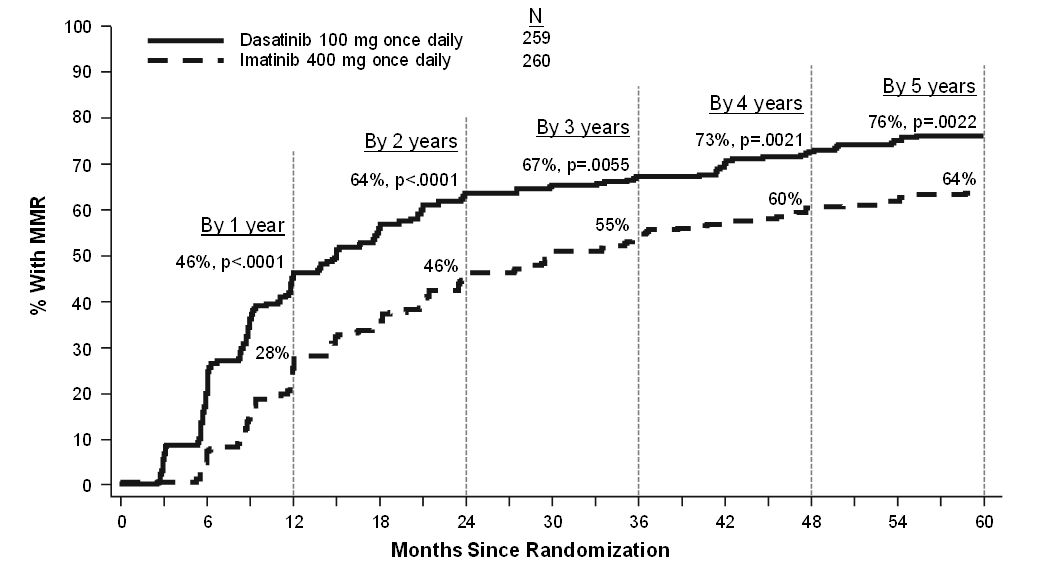 N
Dasatinib 100 mg once daily 259
Imatinib 400 mg once daily 260
% With MMR
100
90
80
70
60
50
40
30
20
10
0
By 1 year
46%, p<.0001
28%
By 2 years
64%, p<.0001
46%
By 3 years
67%, p=.0055
55%
By 4 years
73%, p=.0021
60%
By 5 years
76%, p=.0022
64%
0 6 12 18 24 30 36 42 48 54 60
Months Since Randomization